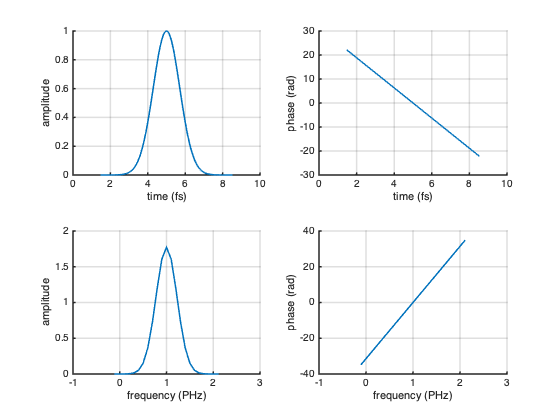 1
0.8
0.6
0.4
0.2
0
amplitude
0 2 4 6 8 10
time (fs)
30
20
10
0
-10
-20
-30
phase (rad)
0 2 4 6 8 10
time (fs)
2
1.5
1
0.5
0
amplitude
-1 0 1 2 3
frequency (PHz)
40
20
0
-20
-40
phase (rad)
-1 0 1 2 3
frequency (PHz)